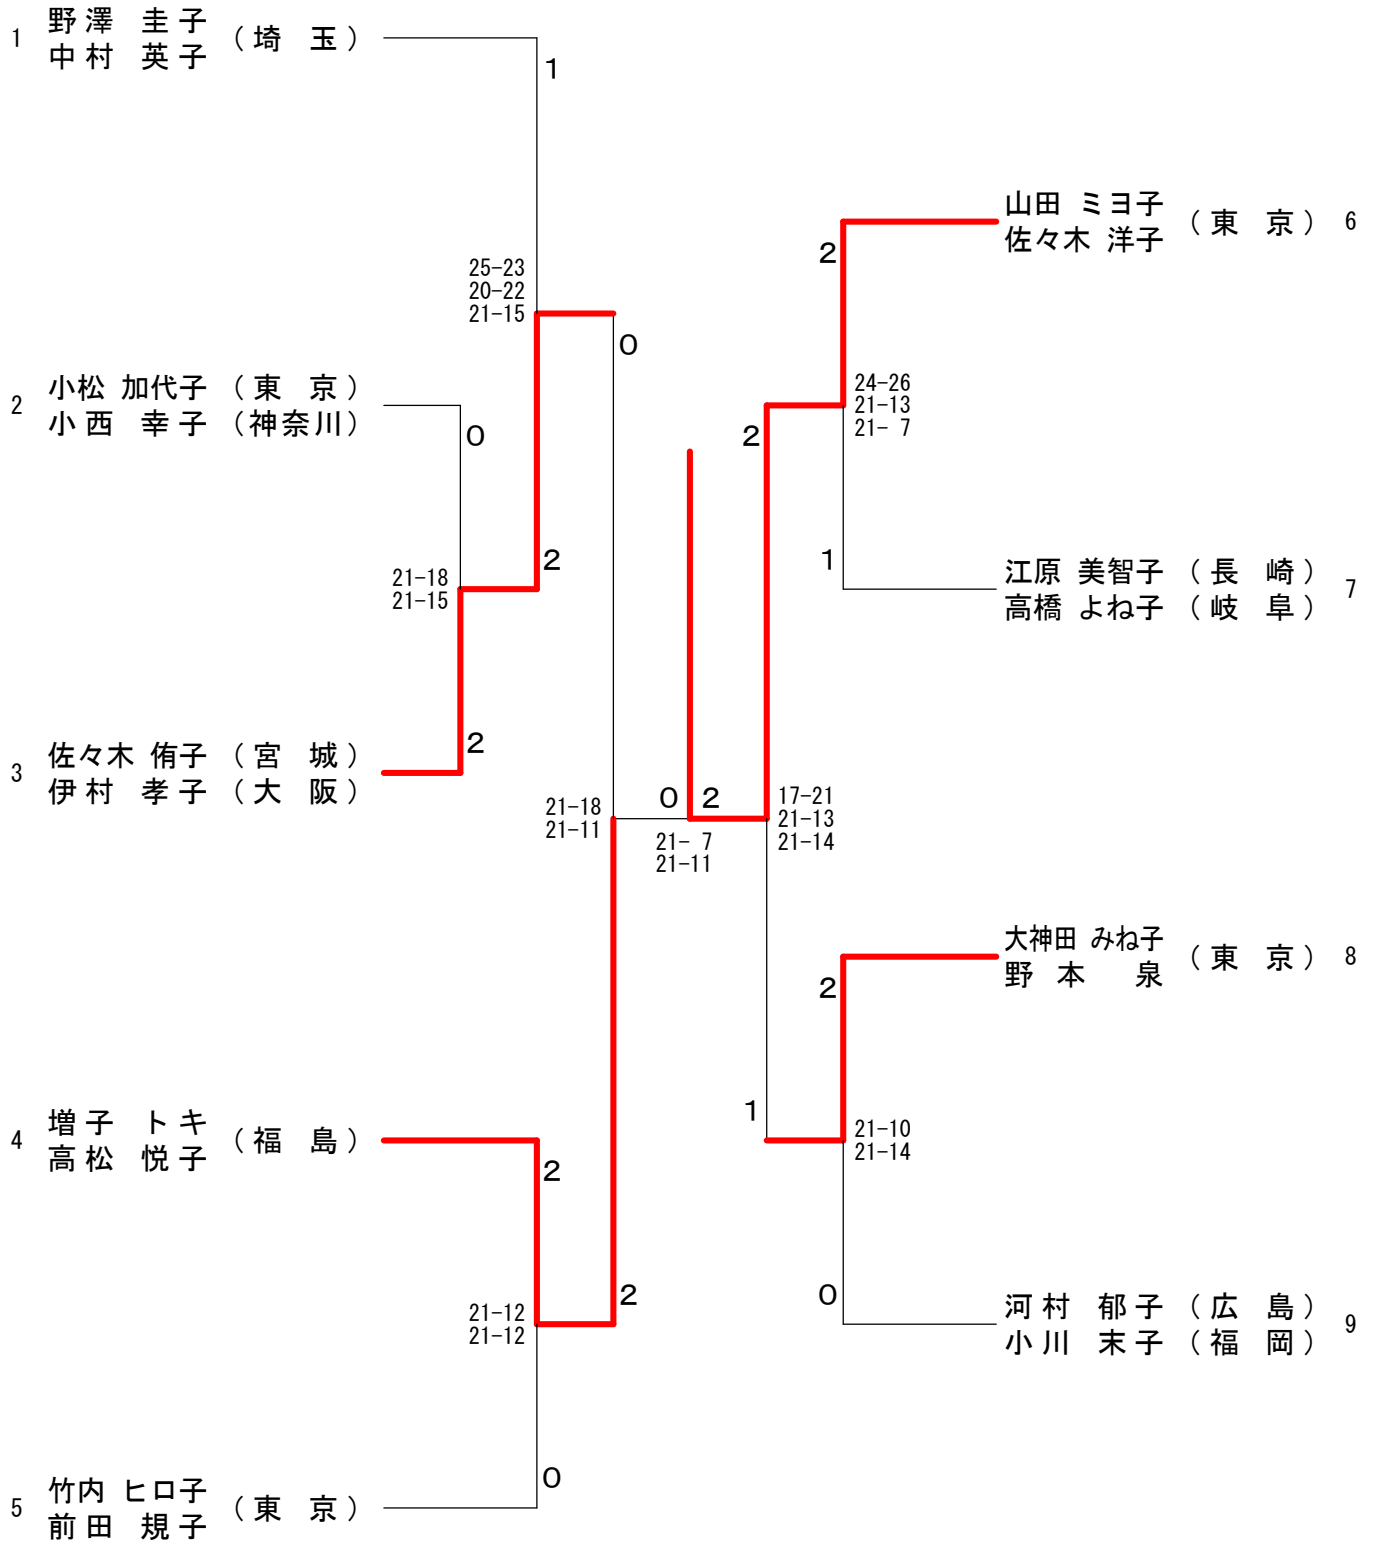 1 野澤 圭子 (埼 玉)
中村 英子
1
25-23
20-22
21-15
0
2 小松 加代子 (東 京)
小西 幸子 (神奈川)
0
21-18
21-15
2
3 佐々木 侑子 (宮 城)
伊村 孝子 (大 阪)
2
21-18
21-11
0 2
21- 7
21-11
4 増子 トキ (福 島)
高松 悦子
2
21-12
21-12
2
5 竹内 ヒロ子 (東 京)
前田 規子
0
山田 ミヨ子 (東 京) 6
佐々木 洋子
2
24-26
21-13
21- 7
2
1
江原 美智子 (長 崎) 7
高橋 よね子 (岐 阜)
17-21
21-13
21-14
大神田 みね子 (東 京) 8
野本 泉
2
1
21-10
21-14
0
河村 郁子 (広 島) 9
小川 末子 (福 岡)